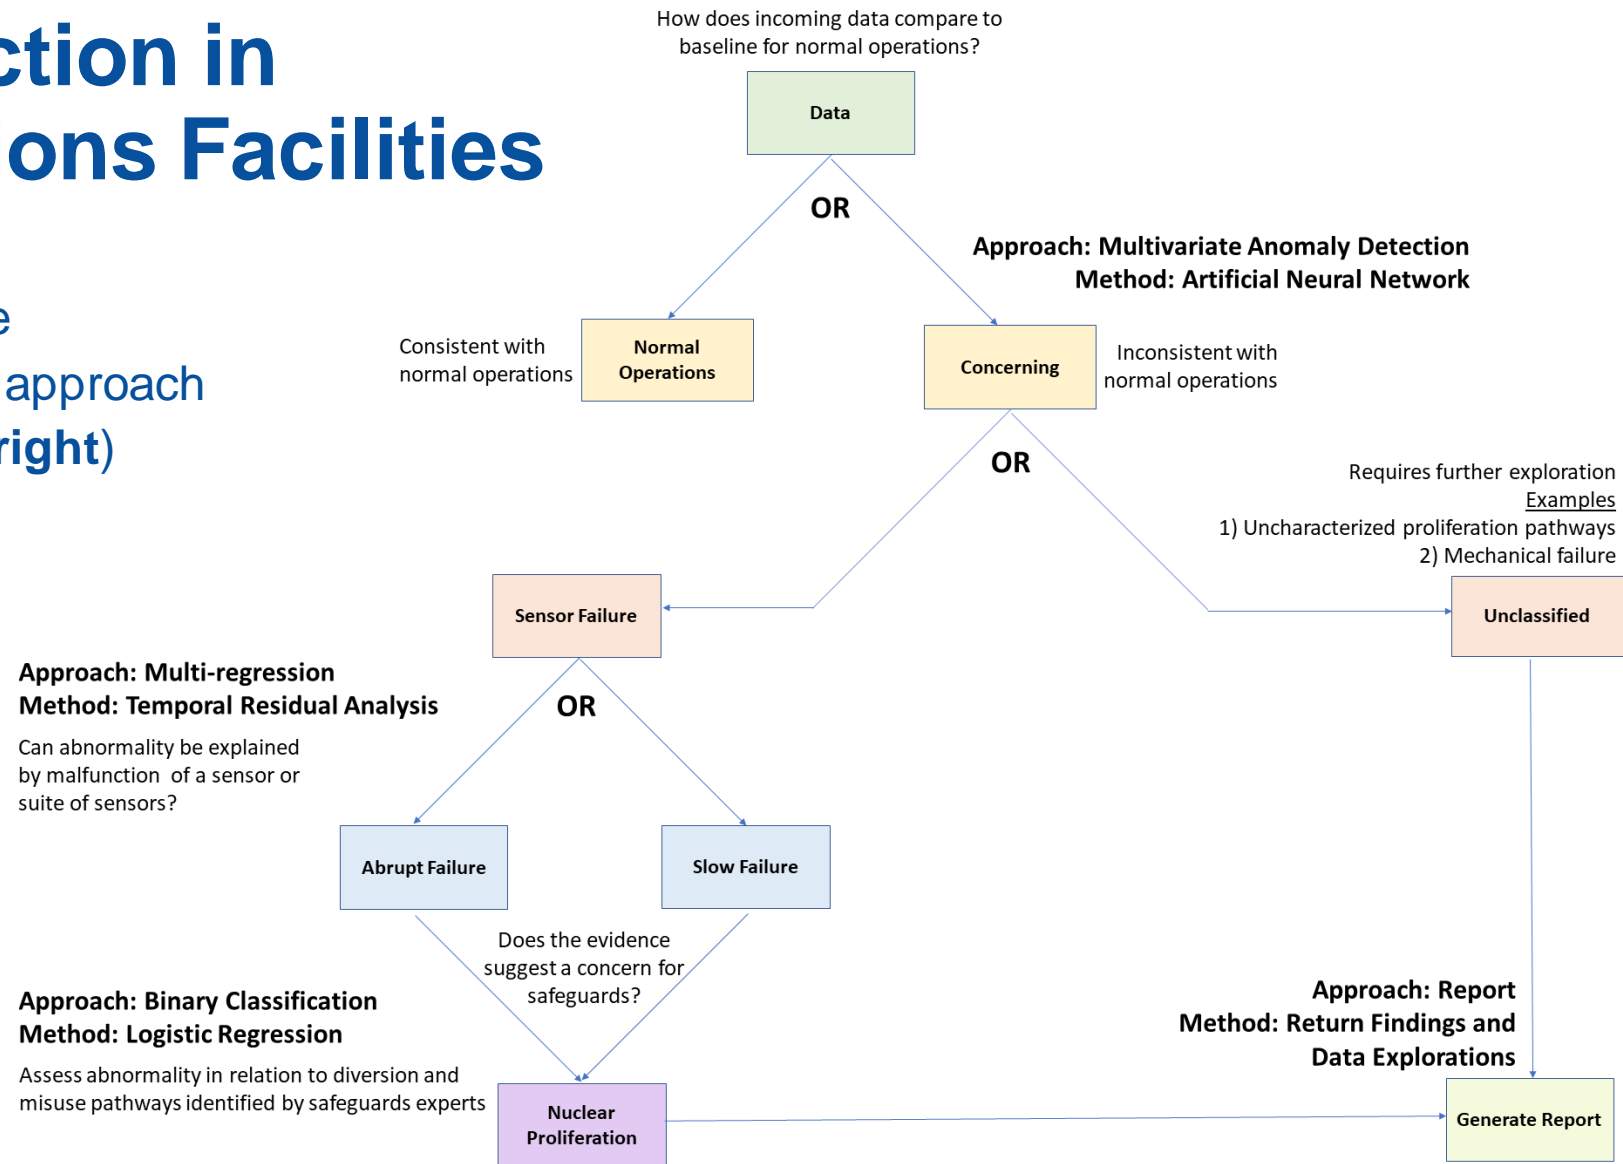 ction in
ions Facilities
e
approach
right)
How does incoming data compare to
baseline for normal operations?
Data
OR
Approach: Multivariate Anomaly Detection
Method: Artificial Neural Network
Consistent with
normal operations
Normal
Operations
Concerning
Inconsistent with
normal operations
OR
Requires further exploration
Examples
1) Uncharacterized proliferation pathways
2) Mechanical failure
Sensor Failure
Unclassified
Approach: Multi-regression
Method: Temporal Residual Analysis
Can abnormality be explained
by malfunction of a sensor or
suite of sensors?
OR
Abrupt Failure
Slow Failure
Does the evidence
suggest a concern for
safeguards?
Approach: Binary Classification
Method: Logistic Regression
Assess abnormality in relation to diversion and
misuse pathways identified by safeguards experts
Nuclear
Proliferation
Approach: Report
Method: Return Findings and
Data Explorations
Generate Report